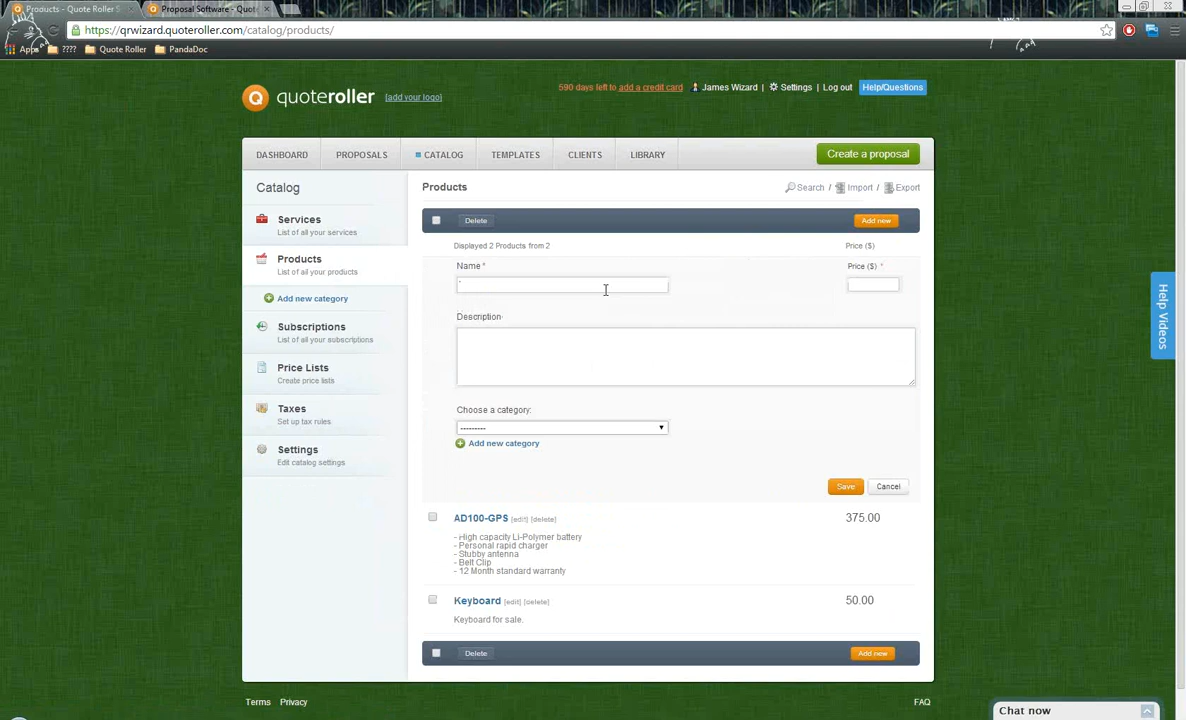 Products - Quote Roller S
Proposal Software - Quot
https://qrwizard.quoteroller.com/catalog/products/
Apps ???? Quote Roller PandaDoc
quoteroller [add your logo]
590 days left to add a credit card James Wizard | Settings | Log out Help/Questions
DASHBOARD PROPOSALS CATALOG TEMPLATES CLIENTS LIBRARY Create a proposal
Catalog
Services
List of all your services
Products
List of all your products
Add new category
Subscriptions
List of all your subscriptions
Price Lists
Create price lists
Taxes
Set up tax rules
Settings
Edit catalog settings
Products
Search / Import / Export
Delete Add new
Displayed 2 Products from 2 Price ($)
Name * Price ($) *
Description
Choose a category:
---------
Add new category
Save Cancel
AD100-GPS [edit] [delete] 375.00
- High capacity Li-Polymer battery
- Personal rapid charger
- Stubby antenna
- Belt Clip
- 12 Month standard warranty
Keyboard [edit] [delete] 50.00
Keyboard for sale.
Delete Add new
Terms Privacy FAQ
Help Videos
Chat now